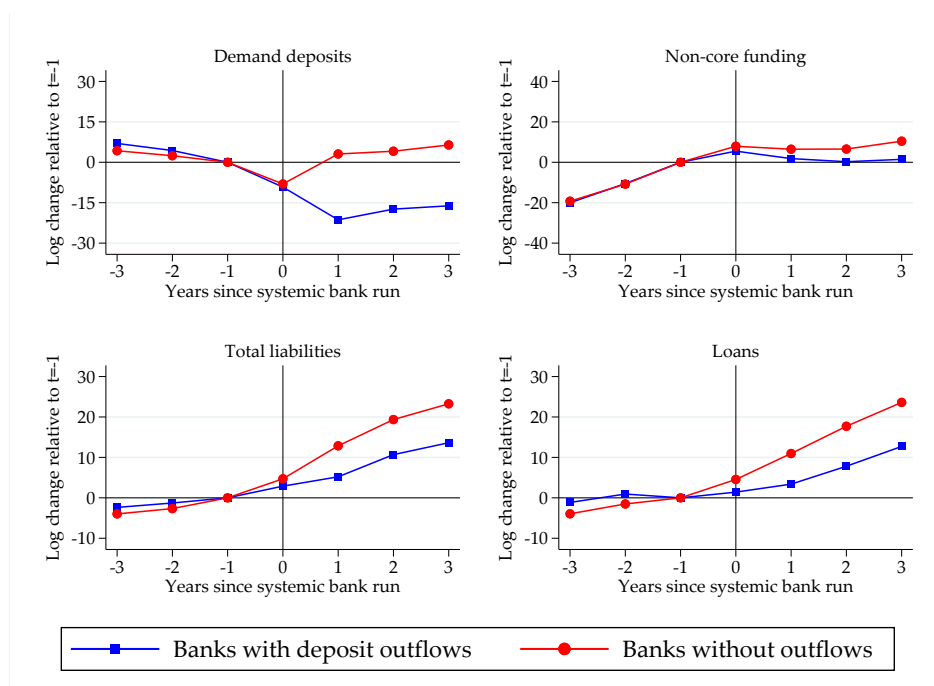 Demand deposits
Log change relative to t=-1
30
15
0
-15
-30
-3 -2 -1 0 1 2 3
Years since systemic bank run
Non-core funding
Log change relative to t=-1
40
20
0
-20
-40
-3 -2 -1 0 1 2 3
Years since systemic bank run
Total liabilities
Log change relative to t=-1
30
20
10
0
-10
-3 -2 -1 0 1 2 3
Years since systemic bank run
Loans
Log change relative to t=-1
30
20
10
0
-10
-3 -2 -1 0 1 2 3
Years since systemic bank run
Banks with deposit outflows Banks without outflows